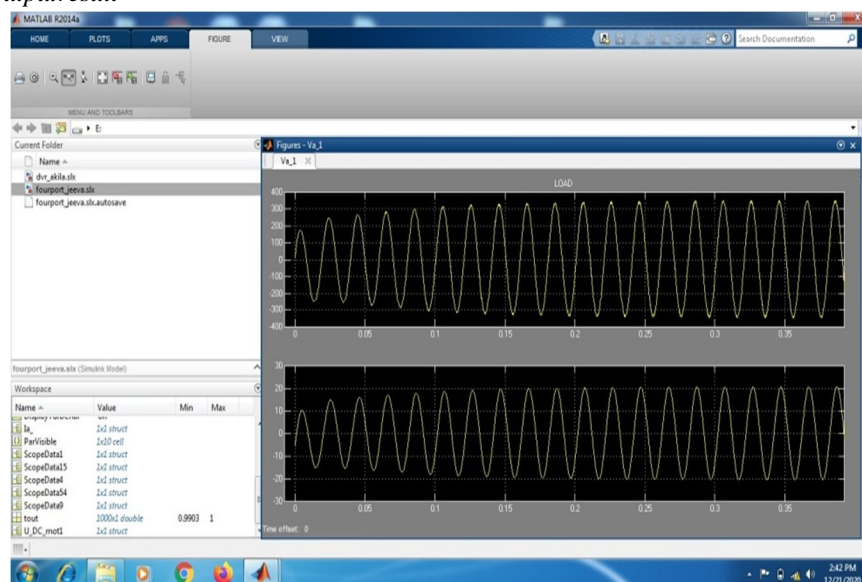 MATLAB R2014a
HOME PLOTS APPS FIGURE VIEW
Search Documentation
MENU AND TOOLBARS
E:
Current Folder
Name
dvr_akila.slx
fourport_jeeva.slx
fourport_jeeva.slx.autosave
fourport_jeeva.slx (Simulink Model)
Workspace
Name Value Min Max
Ia_ 1x1 struct
ParVisible 1x10 cell
ScopeData1 1x1 struct
ScopeData15 1x1 struct
ScopeData4 1x1 struct
ScopeData54 1x1 struct
ScopeData9 1x1 struct
tout 1000x1 double 0.9903 1
U_DC_mot1 1x1 struct
Figures - Va_1
Va_1
LOAD
400
300
200
100
0
-100
-200
-300
-400
0 0.05 0.1 0.15 0.2 0.25 0.3 0.35
30
20
10
0
-10
-20
-30
0 0.05 0.1 0.15 0.2 0.25 0.3 0.35
Time offset: 0
2:42 PM